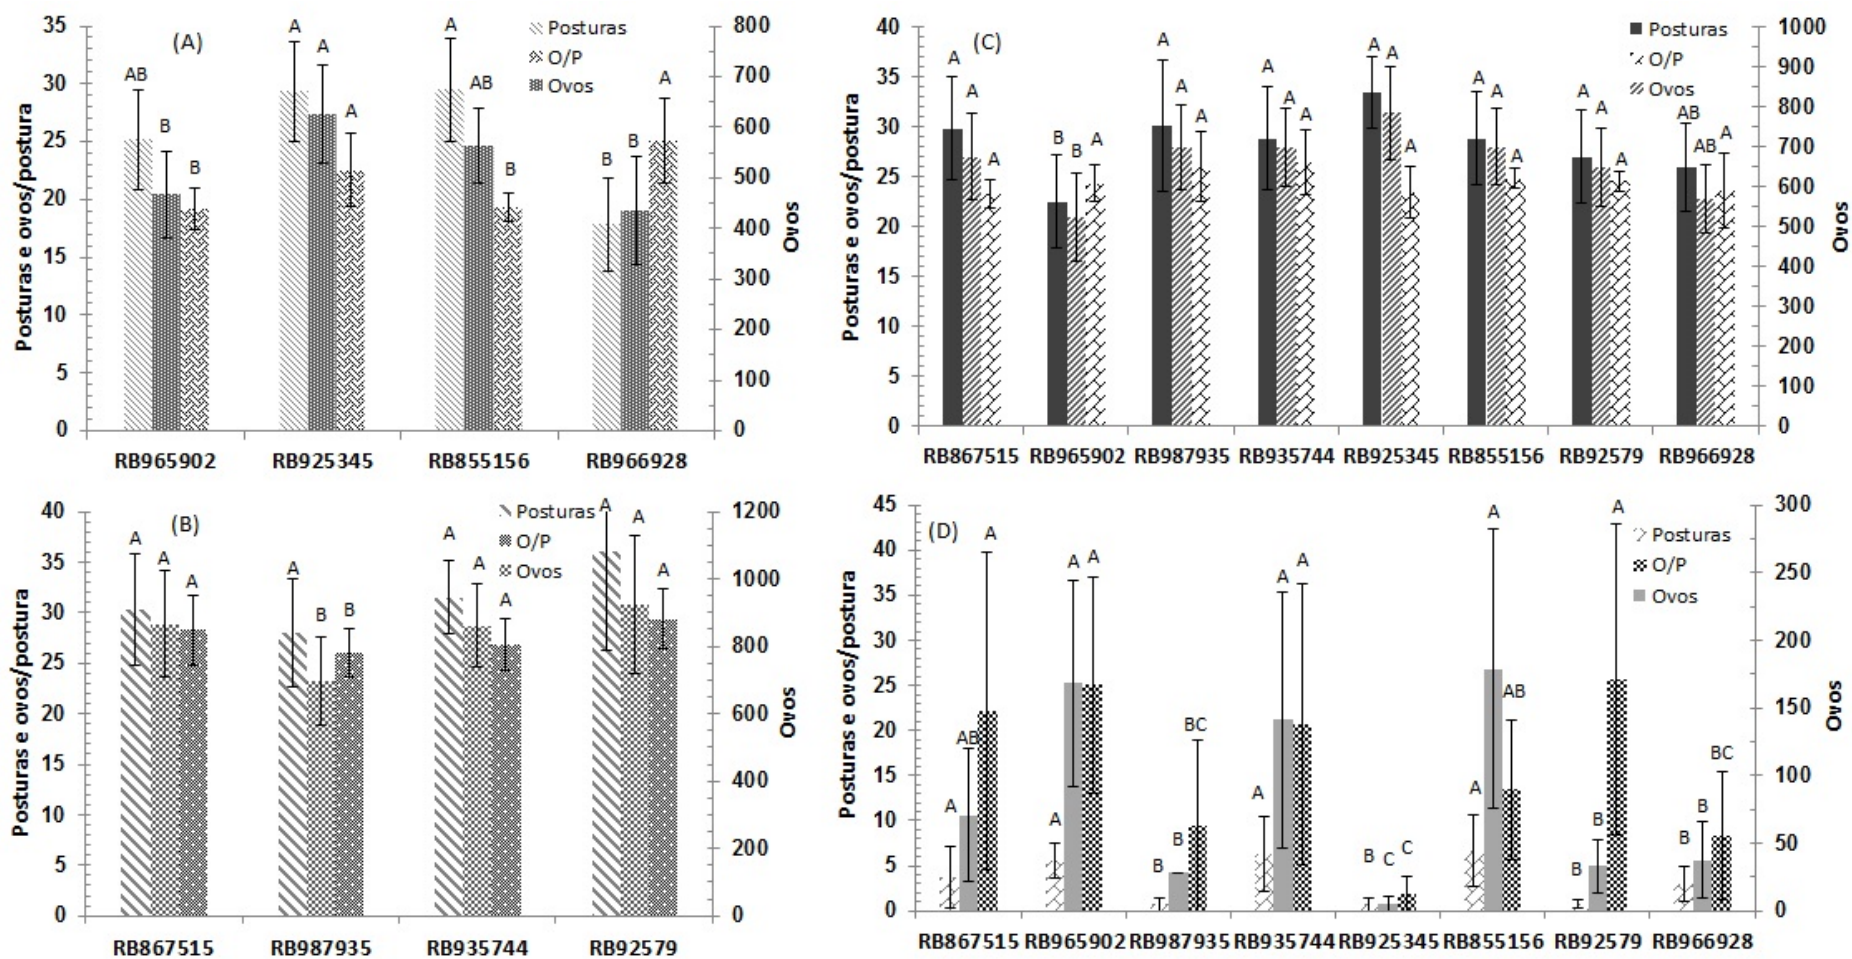 (A)
Posturas
O/P
Ovos
35
30
25
20
15
10
5
0
800
700
600
500
400
300
200
100
0
Posturas e ovos/postura
Ovos
AB B B
A A A
A AB B
B B A
RB965902 RB925345 RB855156 RB966928
(C)
Posturas
O/P
Ovos
40
35
30
25
20
15
10
5
0
1000
900
800
700
600
500
400
300
200
100
0
Posturas e ovos/postura
Ovos
A A A
B B A
A A A
A A A
A A A
A A A
A A A
AB AB A
RB867515 RB965902 RB987935 RB935744 RB925345 RB855156 RB92579 RB966928
(B)
Posturas
O/P
Ovos
40
35
30
25
20
15
10
5
0
1200
1000
800
600
400
200
0
Posturas e ovos/postura
Ovos
A A A
A B B
A A A
A A A
RB867515 RB987935 RB935744 RB92579
(D)
Posturas
O/P
Ovos
45
40
35
30
25
20
15
10
5
0
300
250
200
150
100
50
0
Posturas e ovos/postura
Ovos
A AB A
A A A
B B BC
A A A
B C C
A A AB
B B A
B B BC
RB867515 RB965902 RB987935 RB935744 RB925345 RB855156 RB92579 RB966928